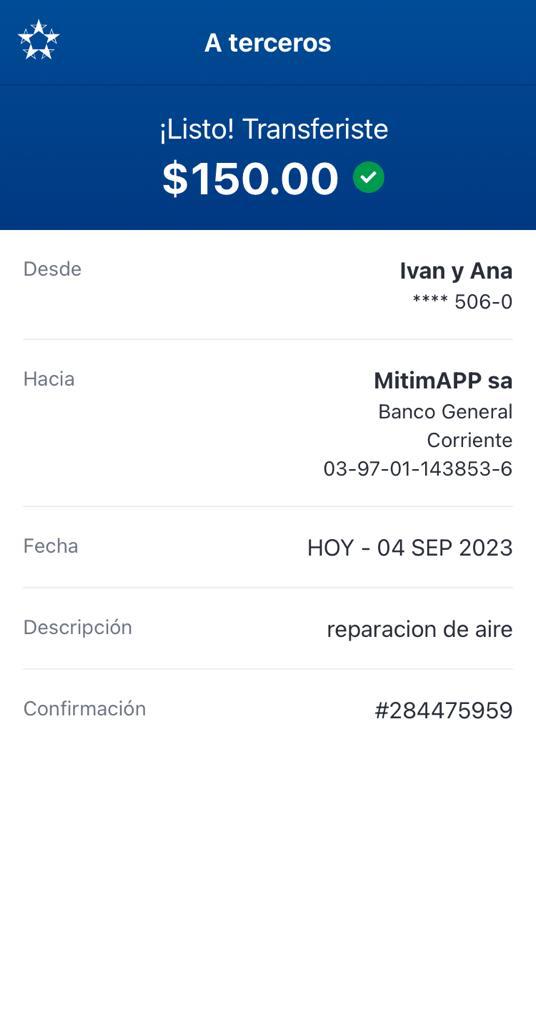 A terceros
¡Listo! Transferiste
$150.00
Desde
Ivan y Ana
**** 506-0
Hacia
MitimAPP sa
Banco General
Corriente
03-97-01-143853-6
Fecha
HOY - 04 SEP 2023
Descripción
reparacion de aire
Confirmación
#284475959